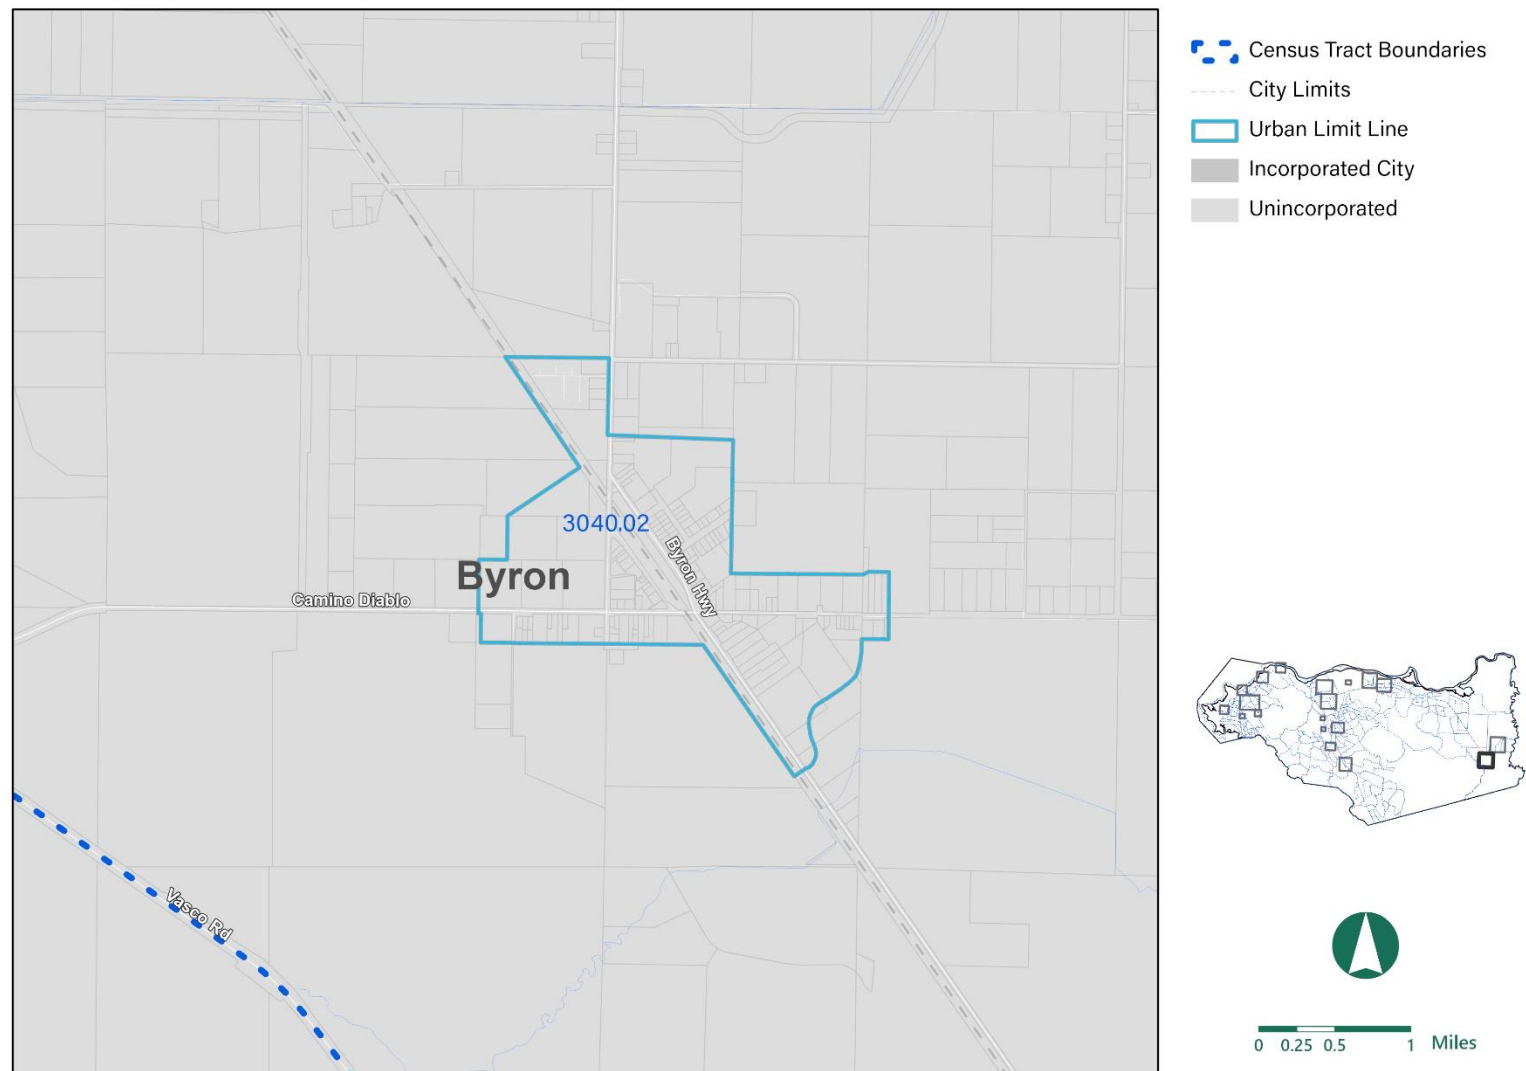 Census Tract Boundaries
City Limits
Urban Limit Line
Incorporated City
Unincorporated
3040.02
Byron
Byron Hwy
Camino Diablo
Vasco Rd
0 0.25 0.5 1 Miles